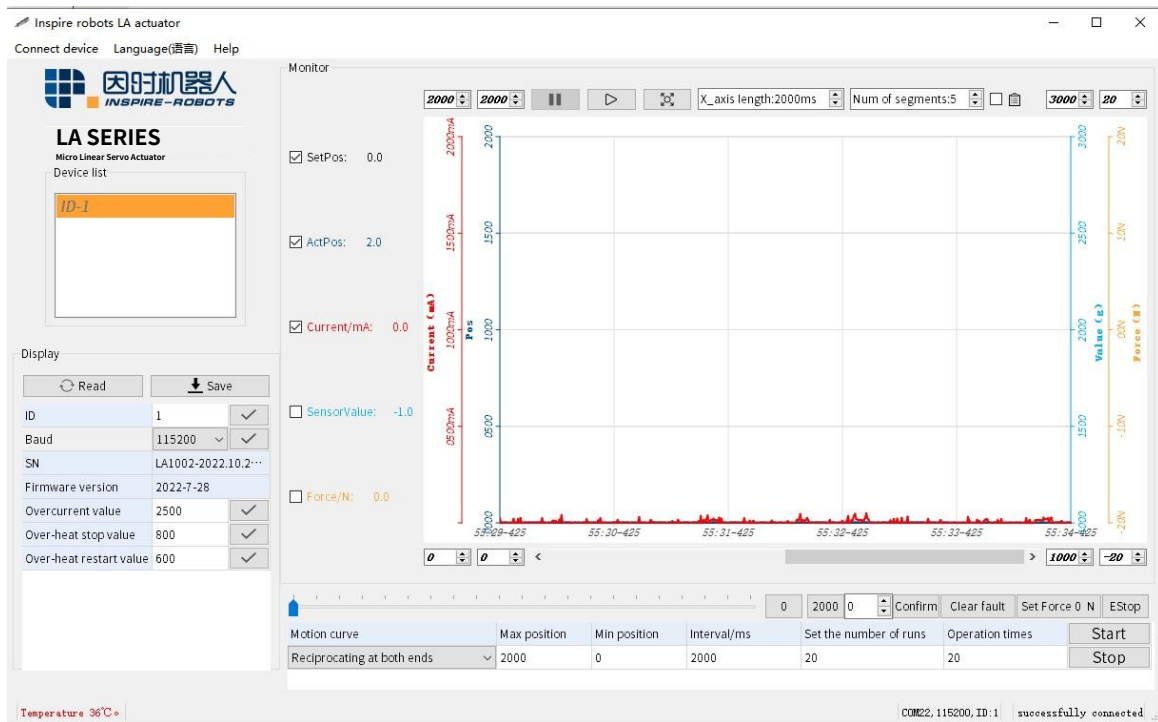 Inspire robots LA actuator
Connect device Language(语言) Help
因时机器人
INSPIRE-ROBOTS
LA SERIES
Micro Linear Servo Actuator
Device list
ID-1
Display
Read Save
ID 1
Baud 115200
SN LA1002-2022.10.2…
Firmware version 2022-7-28
Overcurrent value 2500
Over-heat stop value 800
Over-heat restart value 600
Monitor
2000 2000 X_axis length:2000ms Num of segments:5 3000 20
SetPos: 0.0
ActPos: 2.0
Current/mA: 0.0
SensorValue: -1.0
Force/N: 0.0
Current (mA)
2000mA
1500mA
1000mA
0500mA
Pos
2000
1500
1000
0500
0000
3000
2500
2000
1500
Value (g)
20N
10N
00N
-10N
-20N
Force (N)
55:29-425 55:30-425 55:31-425 55:32-425 55:33-425 55:34-425
0 0 < > 1000 -20
0 2000 0 Confirm Clear fault Set Force 0 N EStop
Motion curve Max position Min position Interval/ms Set the number of runs Operation times Start
Reciprocating at both ends 2000 0 2000 20 20 Stop
Temperature 36℃。 COM22,115200,ID:1 successfully connected